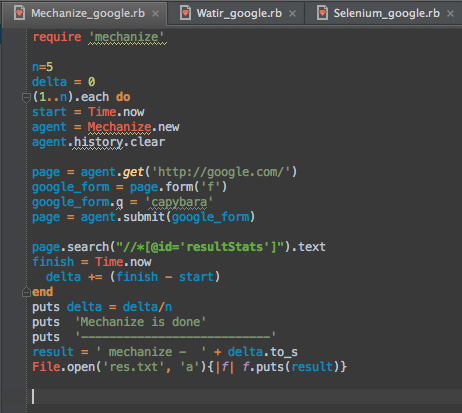 Mechanize_google.rb × Watir_google.rb × Selenium_google.rb ×
require 'mechanize'
n=5
delta = 0
(1..n).each do
start = Time.now
agent = Mechanize.new
agent.history.clear
page = agent.get('http://google.com/')
google_form = page.form('f')
google_form.q = 'capybara'
page = agent.submit(google_form)
page.search("//*[@id='resultStats']").text
finish = Time.now
delta += (finish - start)
end
puts delta = delta/n
puts  'Mechanize is done'
puts  '--------------------------'
result = ' mechanize -  ' + delta.to_s
File.open('res.txt', 'a'){|f| f.puts(result)}